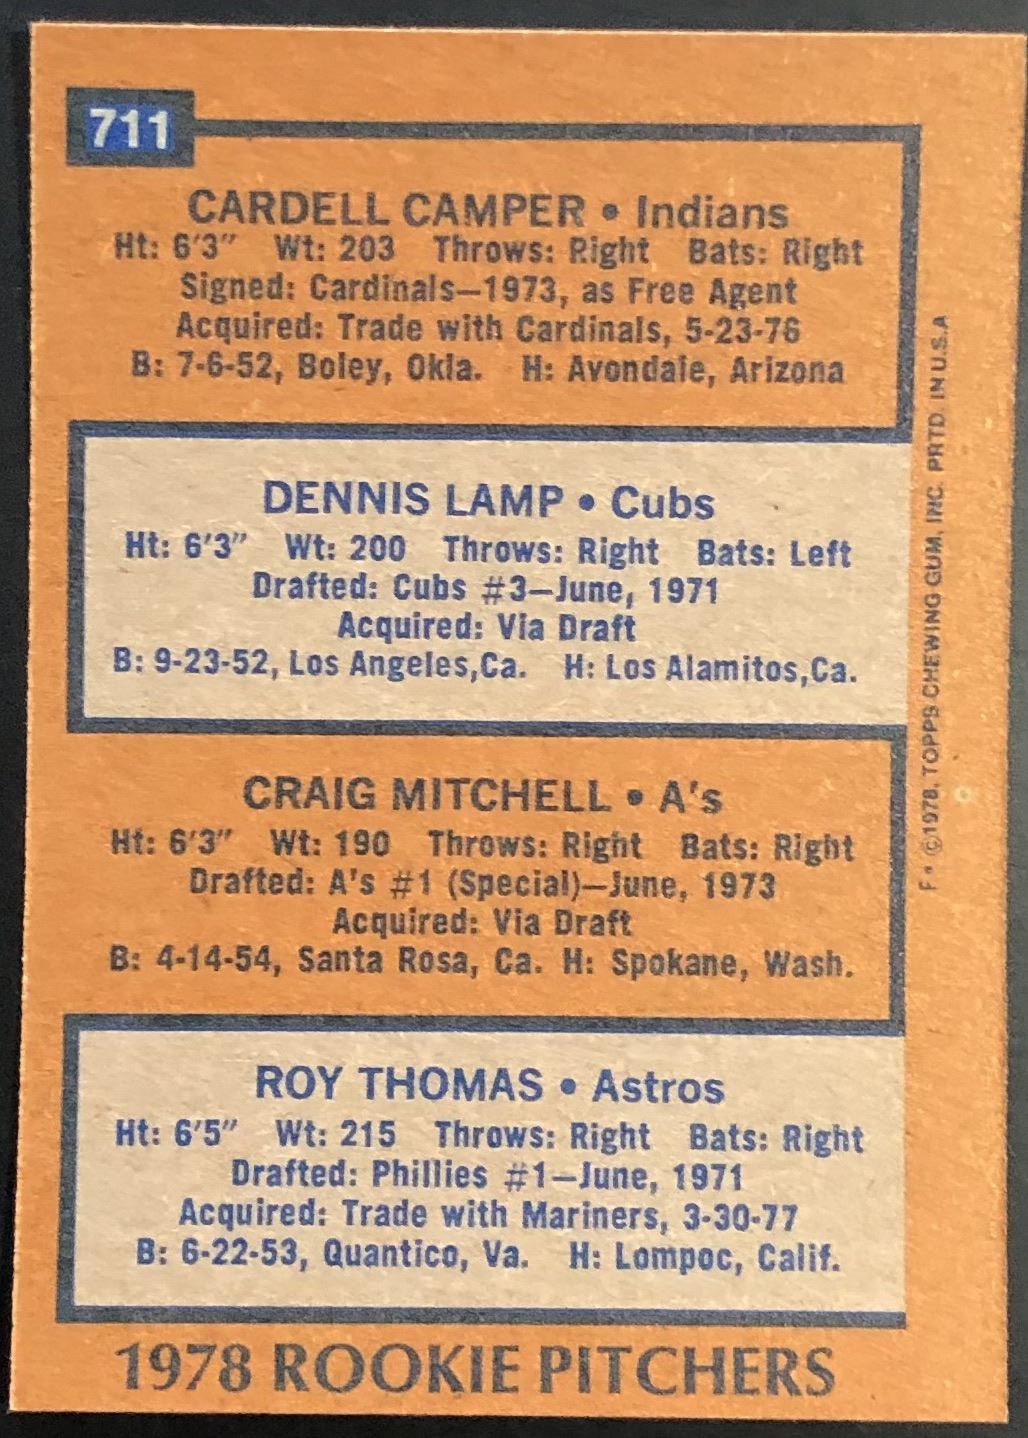 711
CARDELL CAMPER • Indians
Ht: 6'3" Wt: 203 Throws: Right Bats: Right
Signed: Cardinals—1973, as Free Agent
Acquired: Trade with Cardinals, 5-23-76
B: 7-6-52, Boley, Okla. H: Avondale, Arizona
DENNIS LAMP • Cubs
Ht: 6'3" Wt: 200 Throws: Right Bats: Left
Drafted: Cubs #3—June, 1971
Acquired: Via Draft
B: 9-23-52, Los Angeles,Ca. H: Los Alamitos,Ca.
CRAIG MITCHELL • A's
Ht: 6'3" Wt: 190 Throws: Right Bats: Right
Drafted: A's #1 (Special)—June, 1973
Acquired: Via Draft
B: 4-14-54, Santa Rosa, Ca. H: Spokane, Wash.
ROY THOMAS • Astros
Ht: 6'5" Wt: 215 Throws: Right Bats: Right
Drafted: Phillies #1—June, 1971
Acquired: Trade with Mariners, 3-30-77
B: 6-22-53, Quantico, Va. H: Lompoc, Calif.
1978 ROOKIE PITCHERS
F• ©1978, TOPPS CHEWING GUM, INC. PRTD. IN U.S.A